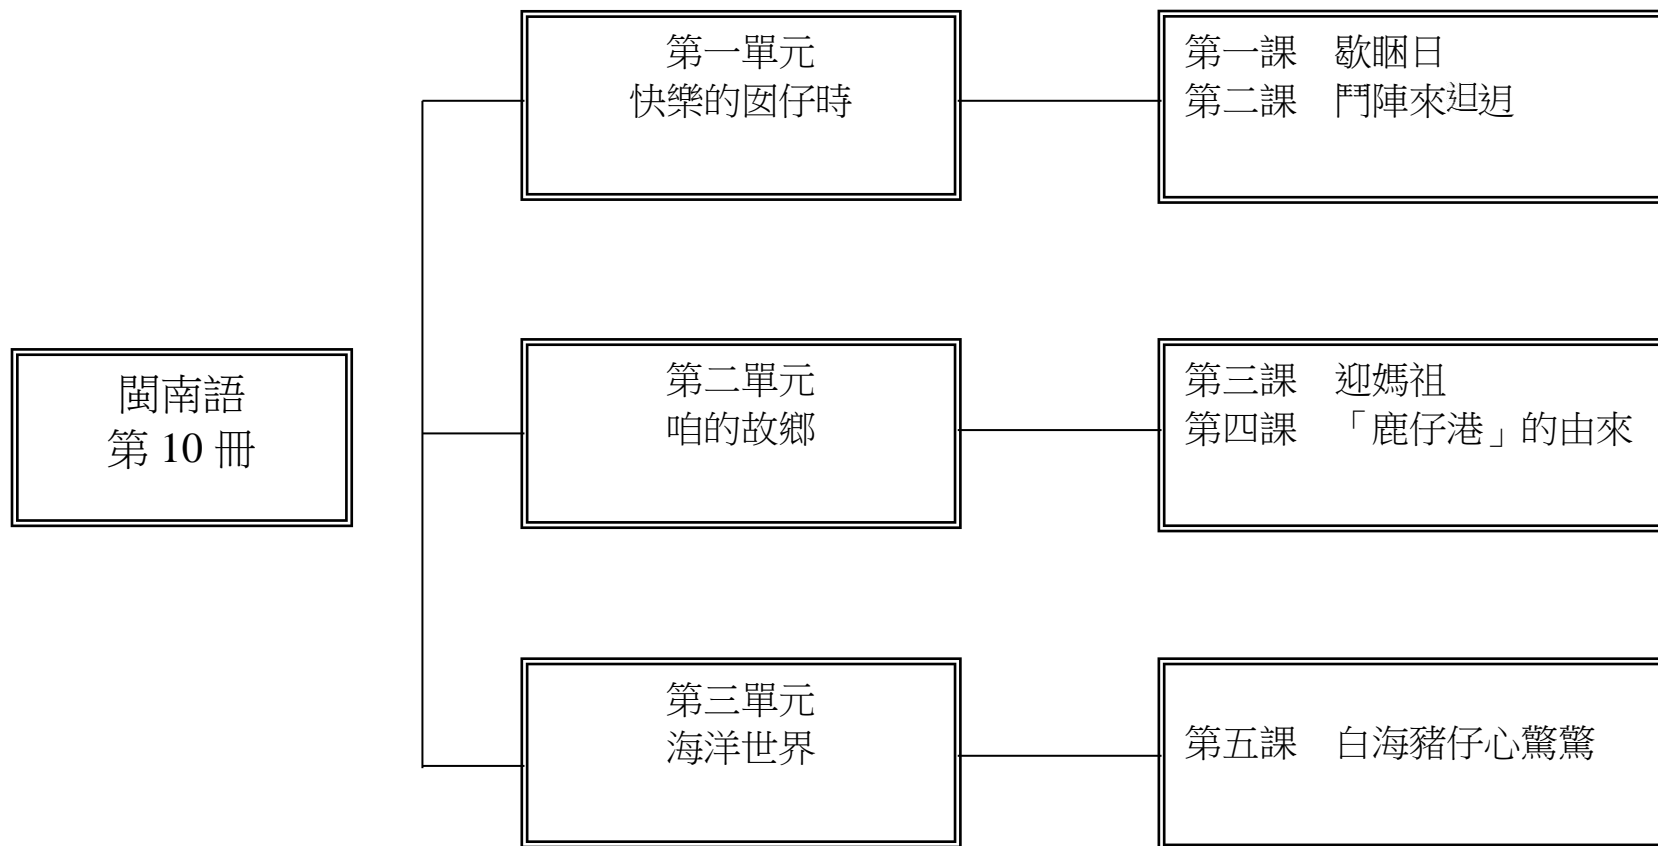 閩南語
第 10 冊
第一單元
快樂的囡仔時
第一課　歇睏日
第二課　鬥陣來𨑨迌
第二單元
咱的故鄉
第三課　迎媽祖
第四課　「鹿仔港」的由來
第三單元
海洋世界
第五課　白海豬仔心驚驚